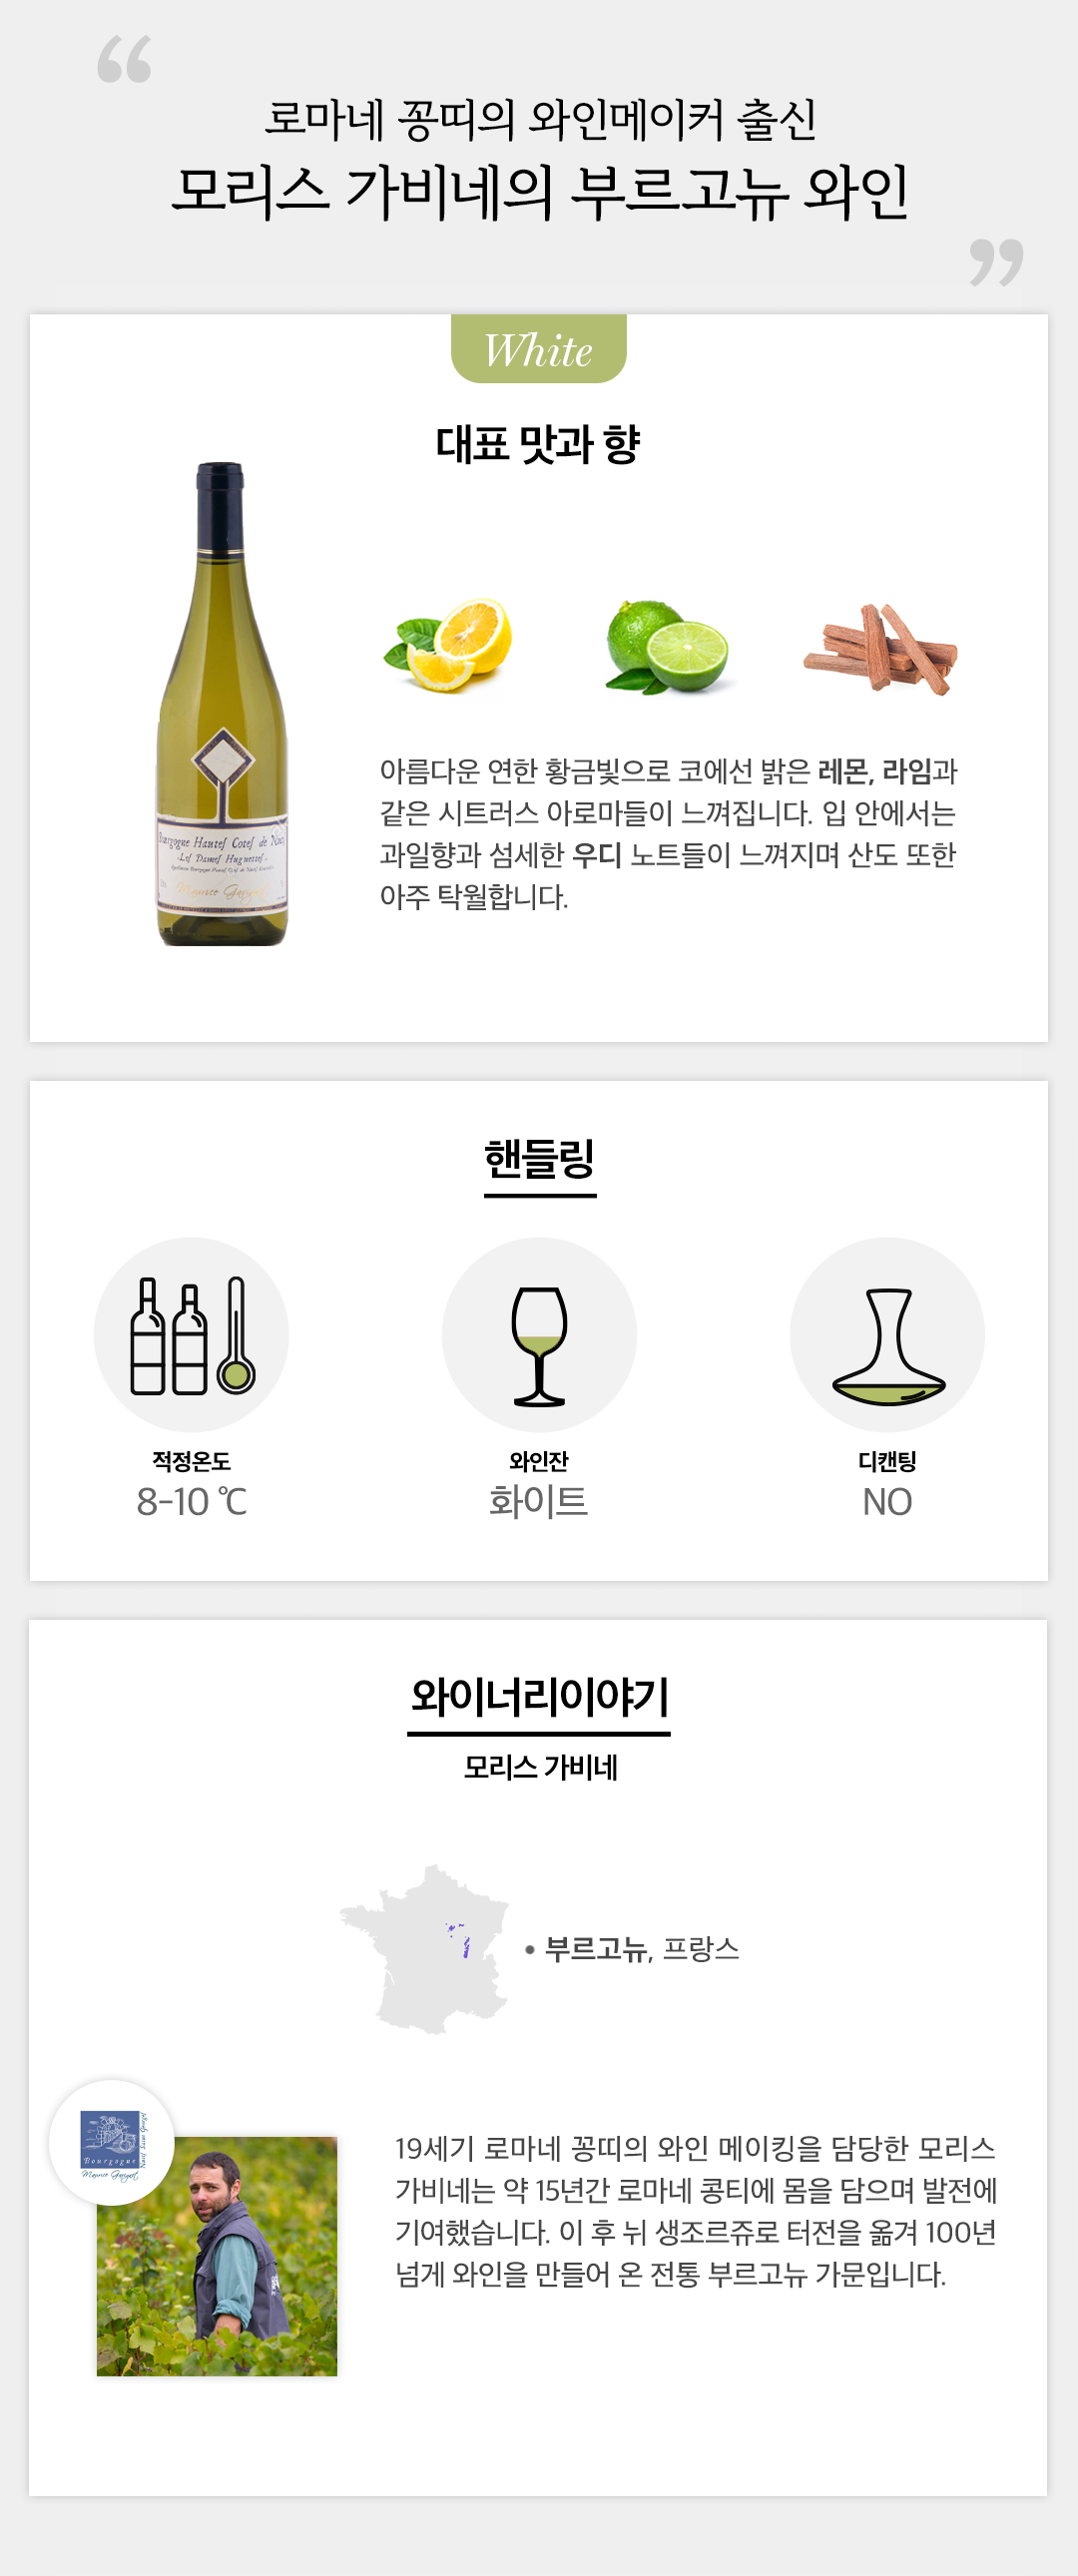 “
로마네 꽁띠의 와인메이커 출신
모리스 가비네의 부르고뉴 와인
”
White
대표 맛과 향
Bourgogne Hautes Cotes de Nuits
-Les Dames Huguettes-
Maurice Gavignet
아름다운 연한 황금빛으로 코에선 밝은 레몬, 라임과
같은 시트러스 아로마들이 느껴집니다. 입 안에서는
과일향과 섬세한 우디 노트들이 느껴지며 산도 또한
아주 탁월합니다.
핸들링
적정온도
8-10 ℃
와인잔
화이트
디캔팅
NO
와이너리이야기
모리스 가비네
• 부르고뉴, 프랑스
Bourgogne
Nuits Saint Georges
Maurice Gavignet
19세기 로마네 꽁띠의 와인 메이킹을 담당한 모리스
가비네는 약 15년간 로마네 콩티에 몸을 담으며 발전에
기여했습니다. 이 후 뉘 생조르쥬로 터전을 옮겨 100년
넘게 와인을 만들어 온 전통 부르고뉴 가문입니다.